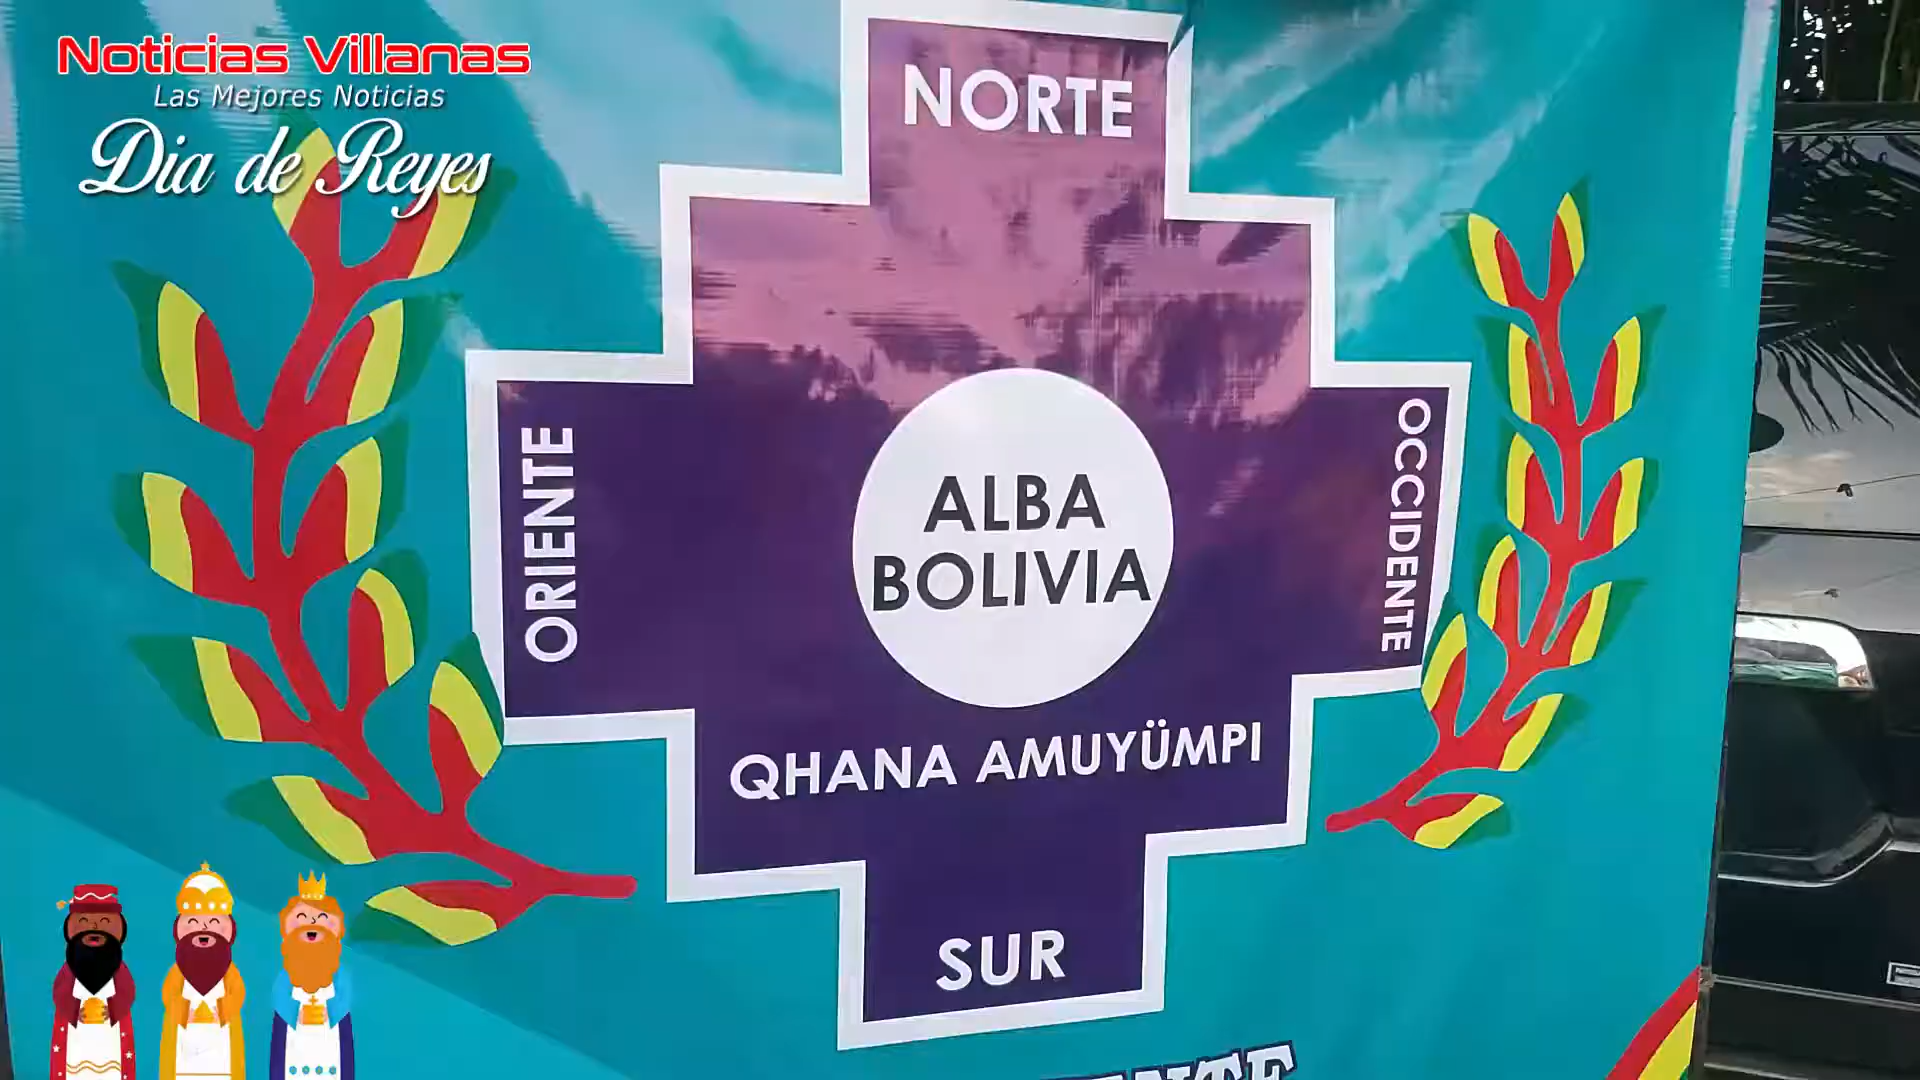 Noticias Villanas
Las Mejores Noticias
Dia de Reyes
NORTE
ORIENTE
OCCIDENTE
ALBA
BOLIVIA
QHANA AMUYÜMPI
SUR